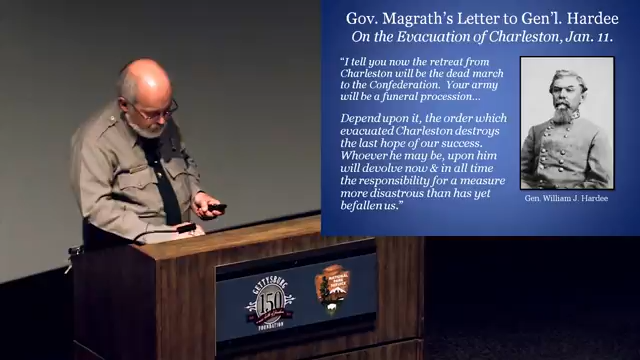 Gov. Magrath's Letter to Gen'l. Hardee
On the Evacuation of Charleston, Jan. 11.
“I tell you now the retreat from
Charleston will be the dead march
to the Confederation. Your army
will be a funeral procession...
Depend upon it, the order which
evacuated Charleston destroys
the last hope of our success.
Whoever he may be, upon him
will devolve now & in all time
the responsibility for a measure
more disastrous than has yet
befallen us.”
Gen. William J. Hardee
GETTYSBURG
150
FOUNDATION
NATIONAL
PARK
SERVICE